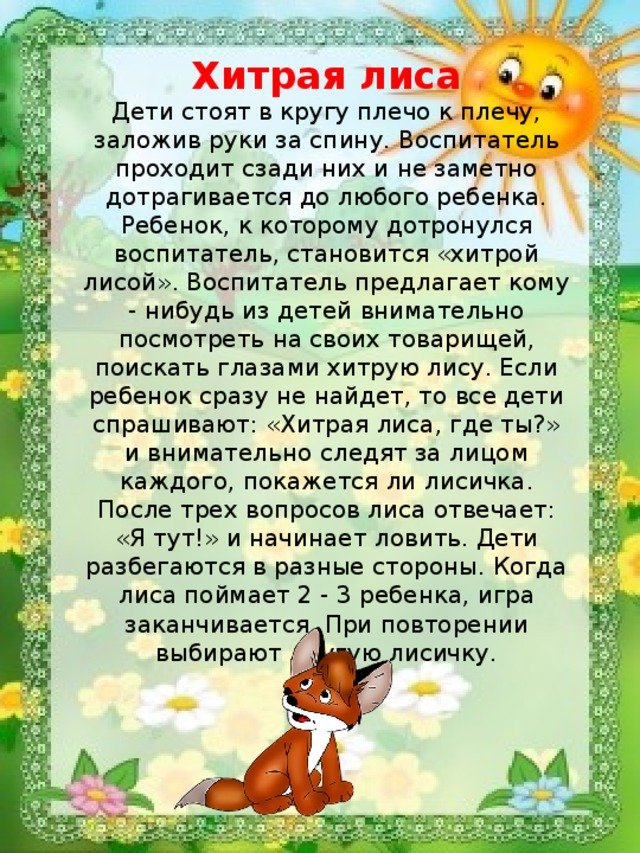 Хитрая лиса
Дети стоят в кругу плечо к плечу,
заложив руки за спину. Воспитатель
проходит сзади них и не заметно
дотрагивается до любого ребенка.
Ребенок, к которому дотронулся
воспитатель, становится «хитрой
лисой». Воспитатель предлагает кому
- нибудь из детей внимательно
посмотреть на своих товарищей,
поискать глазами хитрую лису. Если
ребенок сразу не найдет, то все дети
спрашивают: «Хитрая лиса, где ты?»
и внимательно следят за лицом
каждого, покажется ли лисичка.
После трех вопросов лиса отвечает:
«Я тут!» и начинает ловить. Дети
разбегаются в разные стороны. Когда
лиса поймает 2 - 3 ребенка, игра
заканчивается. При повторении
выбирают лисичку.